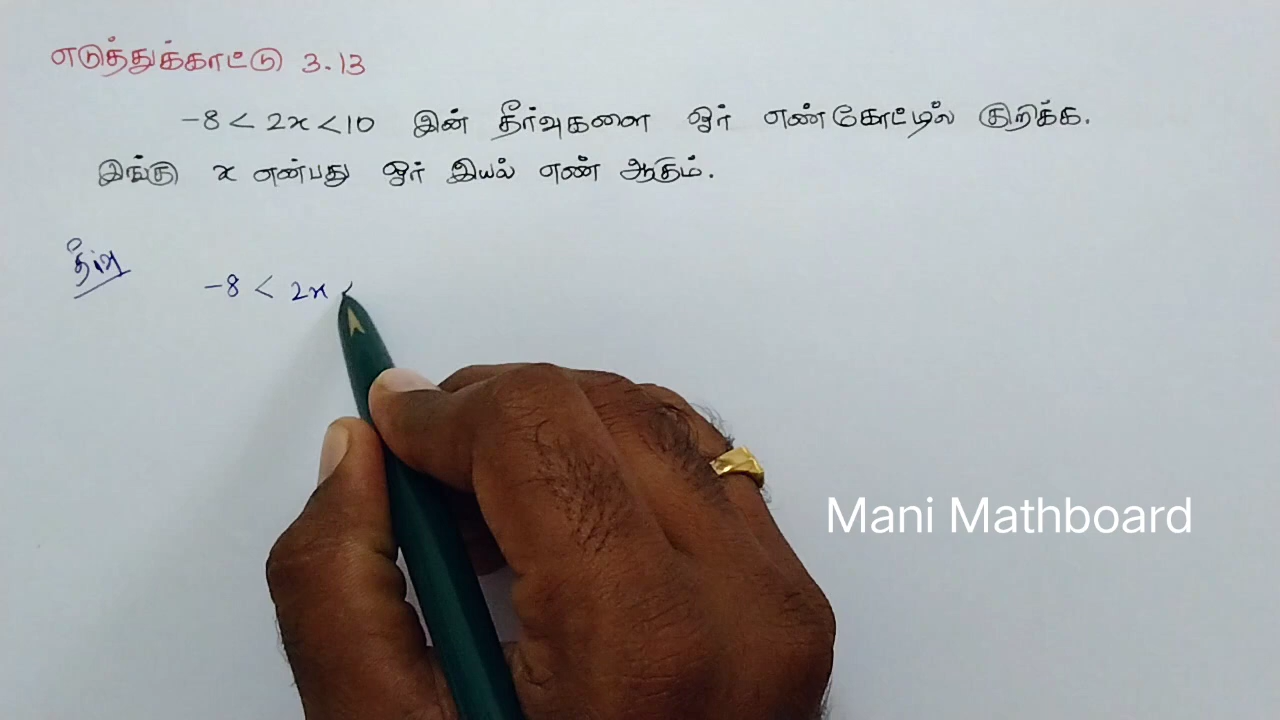 எடுத்துக்காட்டு 3.13
-8 < 2x < 10 இன் தீர்வுகளை ஓர் எண்கோட்டில் குறிக்க.
இங்கு x என்பது ஓர் இயல் எண் ஆகும்.
தீர்வு
-8 < 2x <
Mani Mathboard